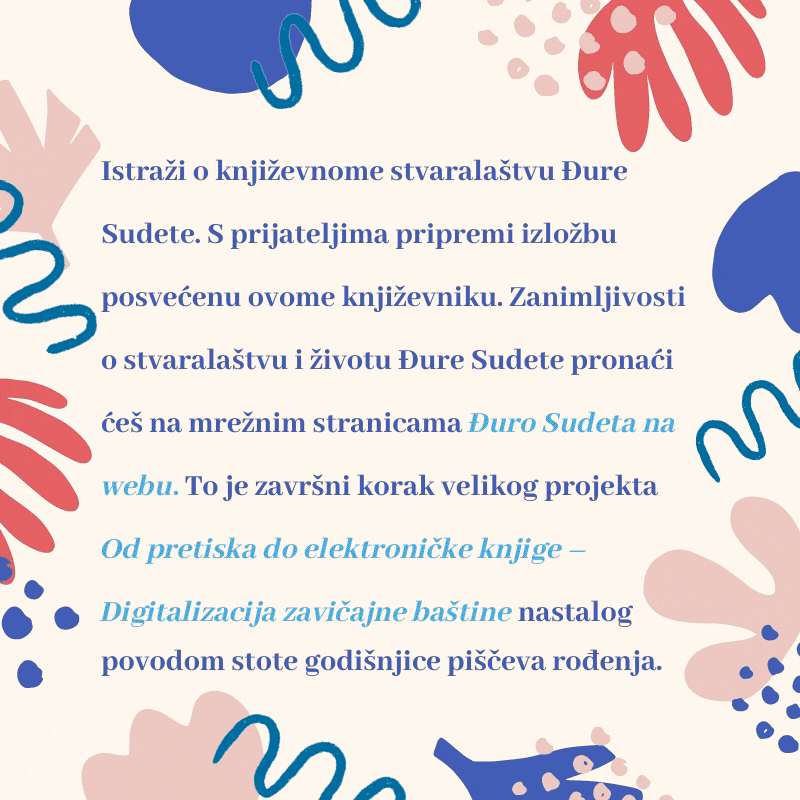 Istraži o književnome stvaralaštvu Đure
Sudete. S prijateljima pripremi izložbu
posvećenu ovome književniku. Zanimljivosti
o stvaralaštvu i životu Đure Sudete pronaći
ćeš na mrežnim stranicama Đuro Sudeta na
webu. To je završni korak velikog projekta
Od pretiska do elektroničke knjige –
Digitalizacija zavičajne baštine nastalog
povodom stote godišnjice piščeva rođenja.